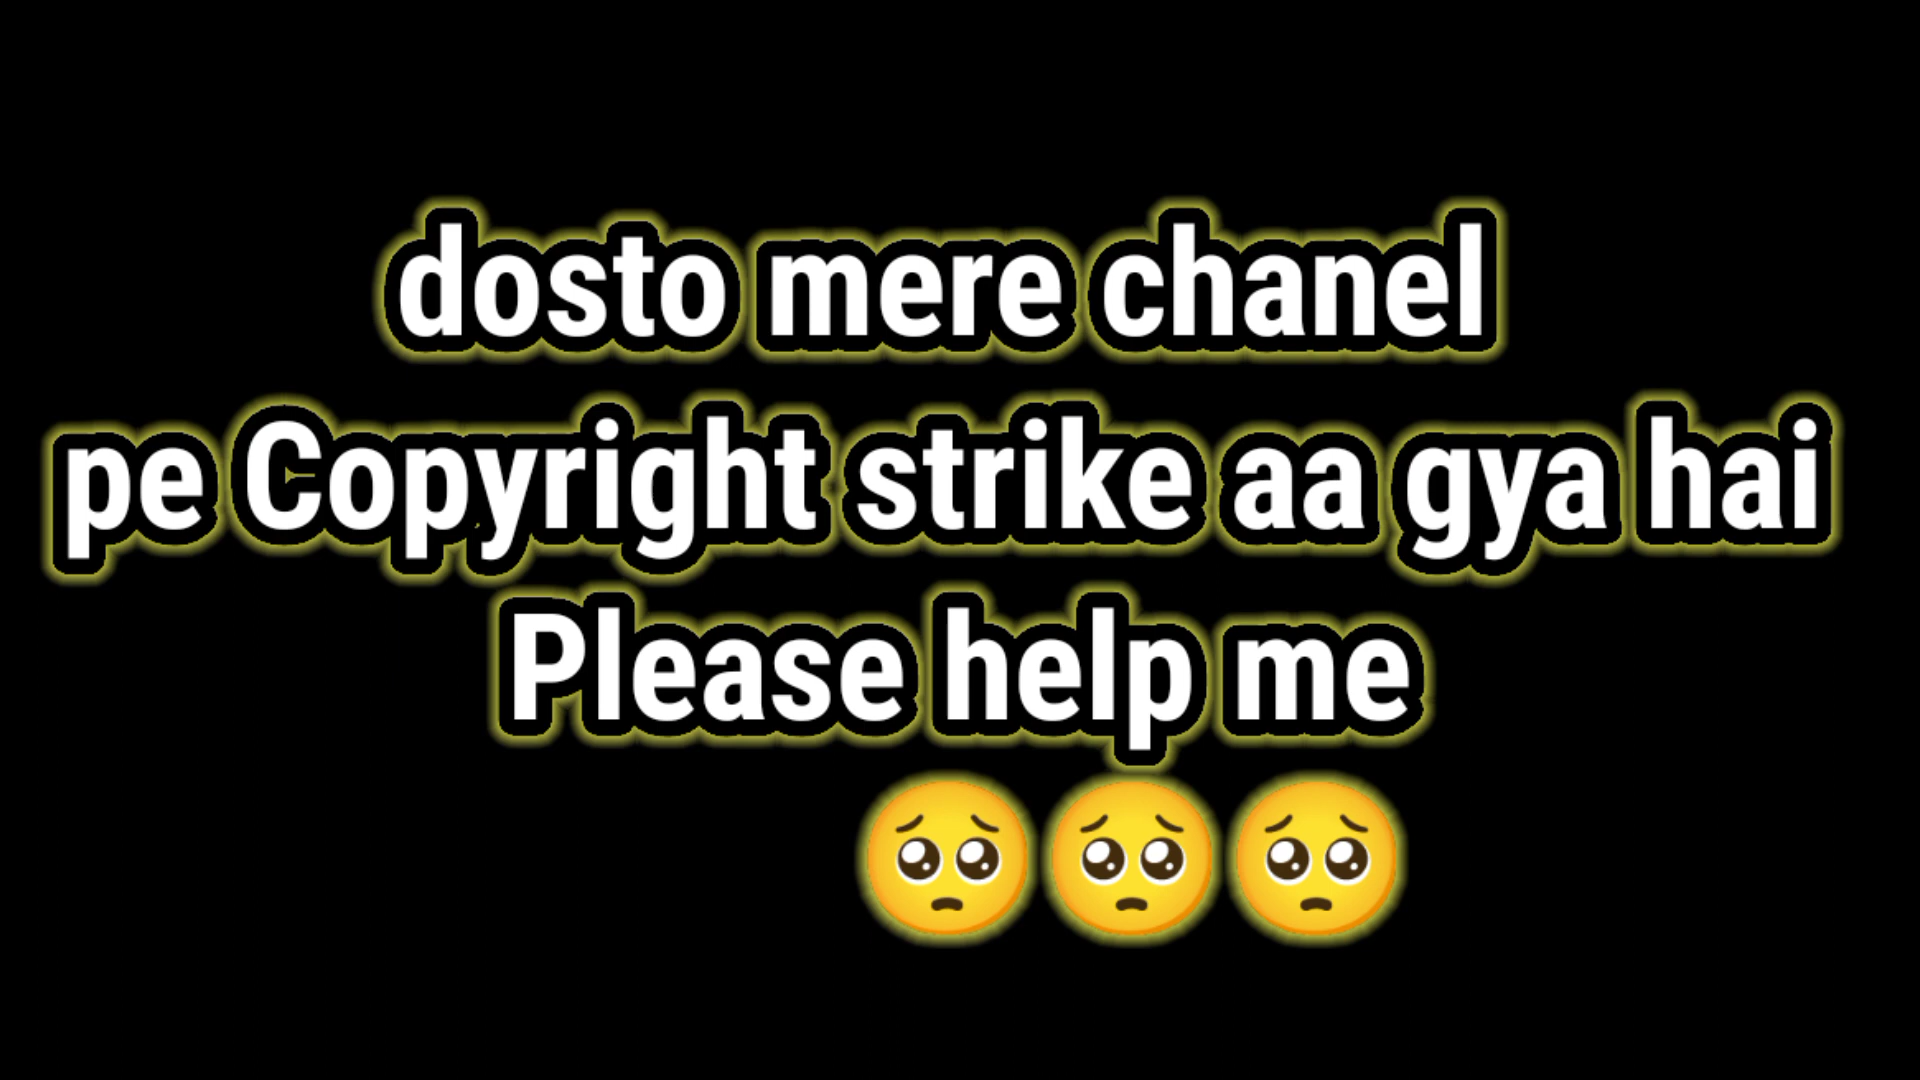 dosto mere chanel
pe Copyright strike aa gya hai
Please help me
🥺🥺🥺